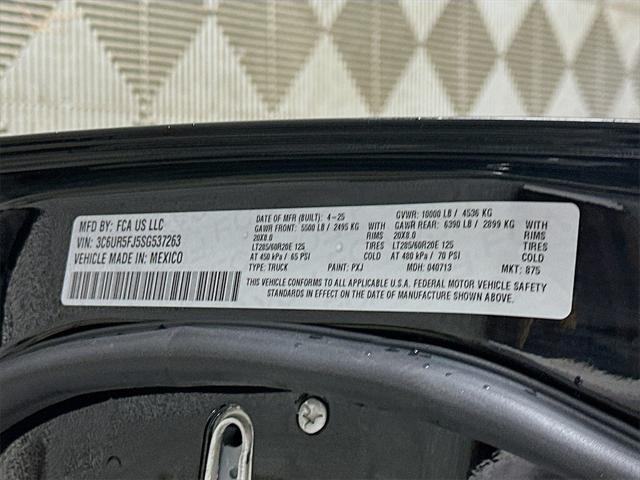 MFD BY: FCA US LLC
VIN: 3C6UR5FJ5SG537263
VEHICLE MADE IN: MEXICO
DATE OF MFR (BUILT): 4-25 GVWR: 10000 LB / 4536 KG
GAWR FRONT: 5500 LB / 2495 KG WITH GAWR REAR: 6390 LB / 2899 KG WITH
20X8.0 RIMS 20X8.0 RIMS
LT285/60R20E 125 TIRES LT285/60R20E 125 TIRES
AT 450 kPa / 65 PSI COLD AT 480 kPa / 70 PSI COLD
TYPE: TRUCK PAINT: PXJ MDH: 040713 MKT: 875
THIS VEHICLE CONFORMS TO ALL APPLICABLE U.S.A. FEDERAL MOTOR VEHICLE SAFETY
STANDARDS IN EFFECT ON THE DATE OF MANUFACTURE SHOWN ABOVE.